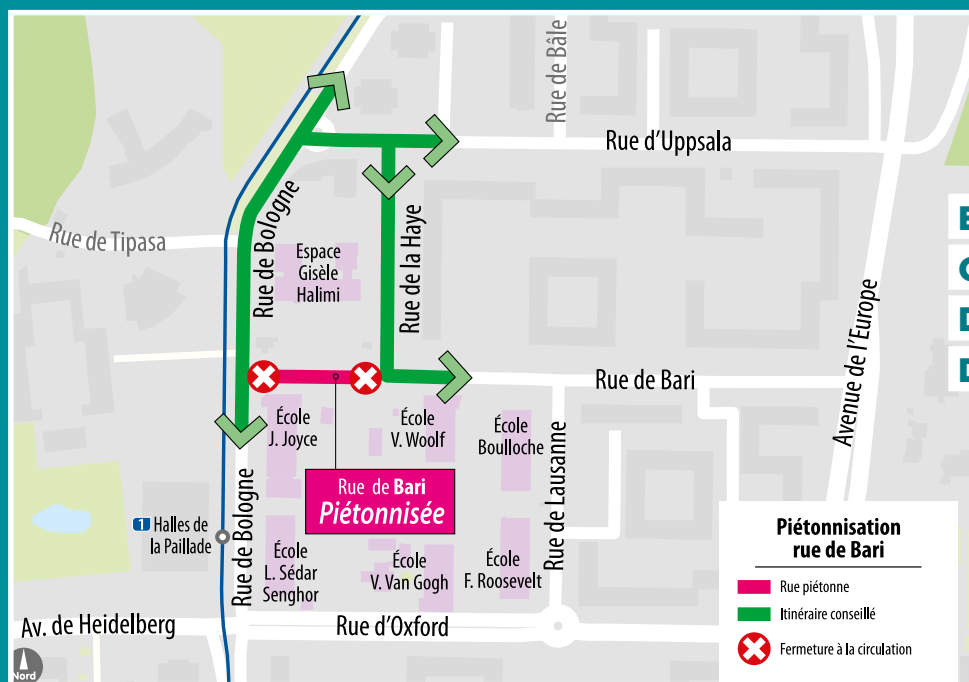 Rue de Bâle
Rue d'Uppsala
Rue de Bologne
Rue de Tipasa
Espace
Gisèle
Halimi
Rue de la Haye
Avenue de l'Europe
E
D
D
Rue de Bari
École
J. Joyce
École
V. Woolf
École
Boulloche
Rue de Lausanne
Rue de Bari
Piétonnisée
1 Halles de
la Paillade
Rue de Bologne
École
L. Sédar
Senghor
École
V. Van Gogh
École
F. Roosevelt
Av. de Heidelberg
Rue d'Oxford
Nord
Piétonnisation
rue de Bari
Rue piétonne
Itinéraire conseillé
Fermeture à la circulation